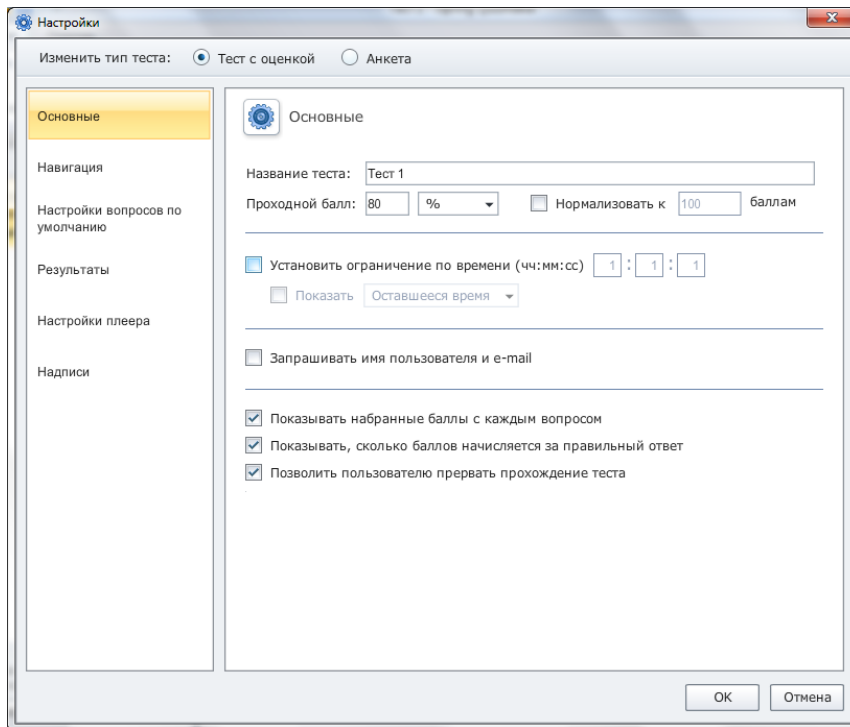 Настройки
Изменить тип теста: Тест с оценкой Анкета
Основные
Навигация
Настройки вопросов по
умолчанию
Результаты
Настройки плеера
Надписи
Основные
Название теста: Тест 1
Проходной балл: 80 % Нормализовать к 100 баллам
Установить ограничение по времени (чч:мм:сс) 1 : 1 : 1
Показать Оставшееся время
Запрашивать имя пользователя и e-mail
Показывать набранные баллы с каждым вопросом
Показывать, сколько баллов начисляется за правильный ответ
Позволить пользователю прервать прохождение теста
OK Отмена